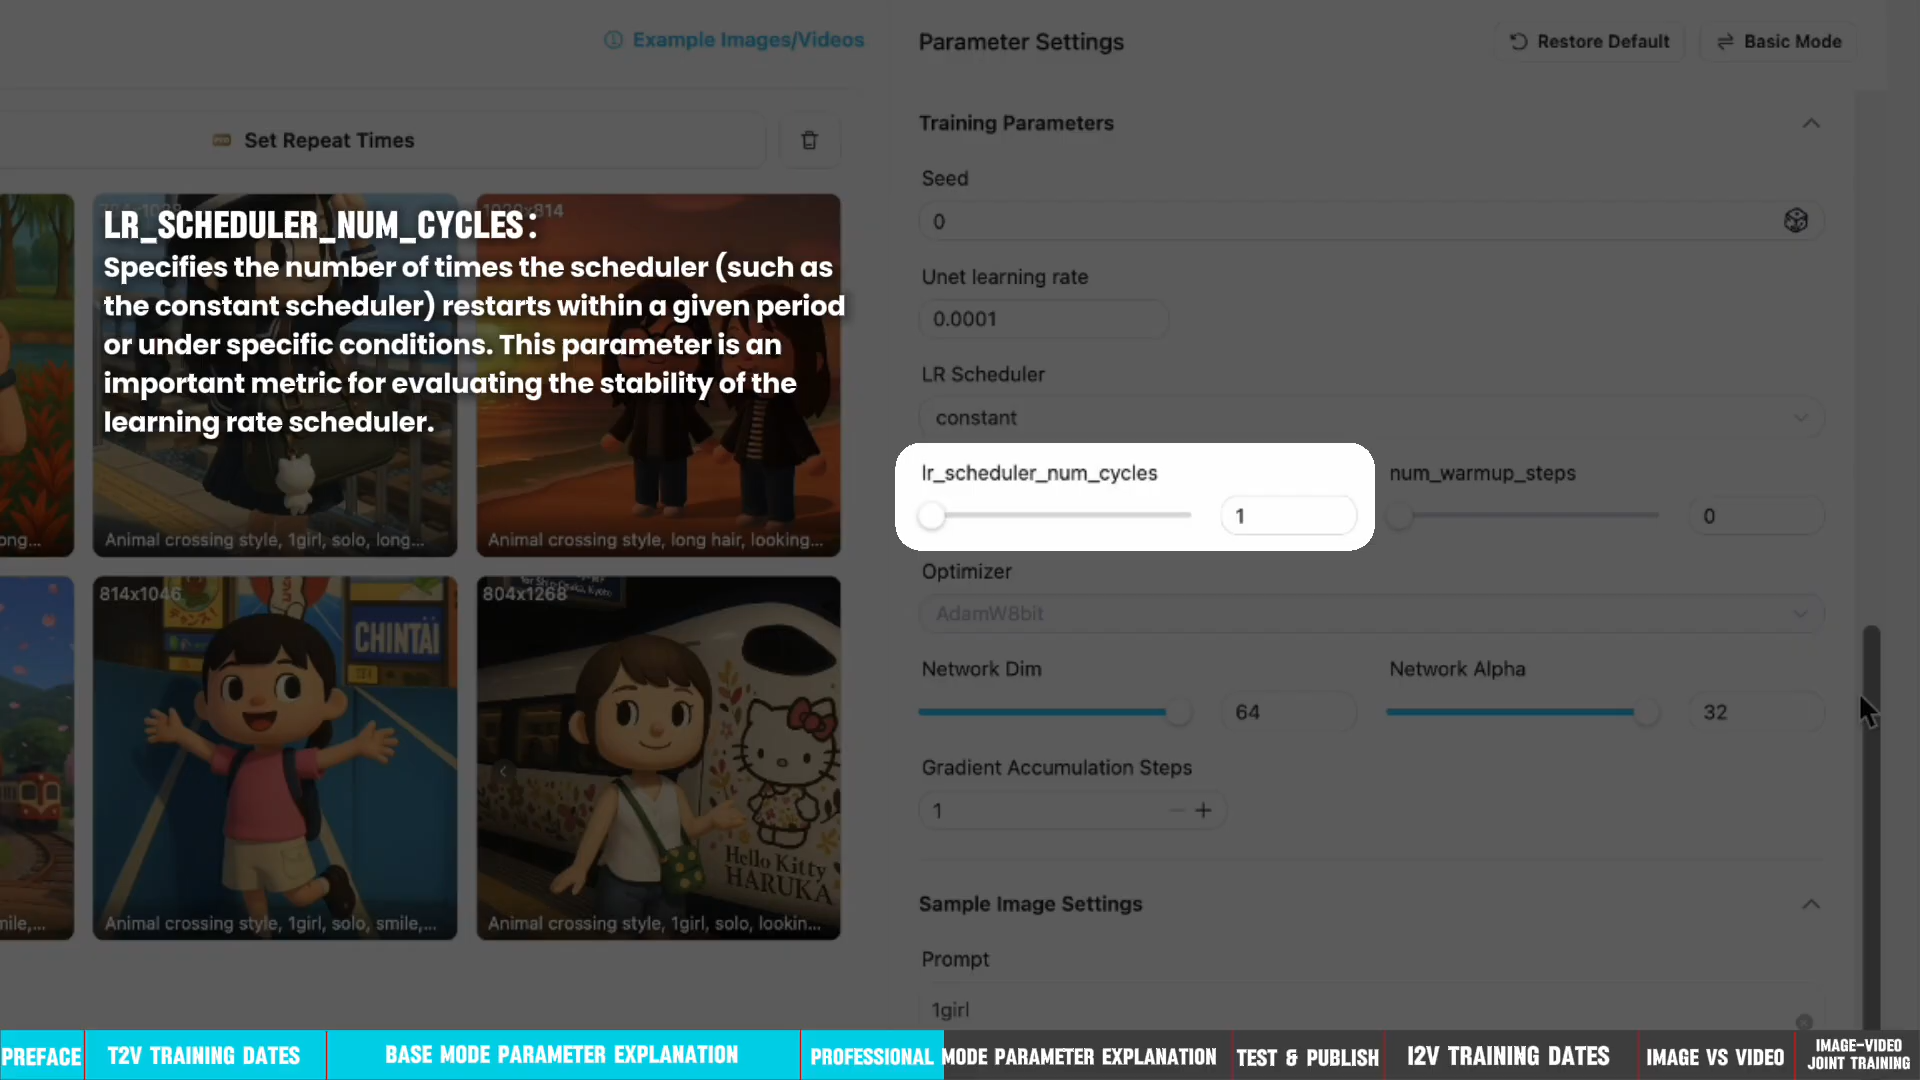 Example Images/Videos
Parameter Settings
Restore Default
Basic Mode
Set Repeat Times
Training Parameters
Seed
0
Unet learning rate
0.0001
LR Scheduler
constant
lr_scheduler_num_cycles
1
num_warmup_steps
0
Optimizer
AdamW8bit
Network Dim
64
Network Alpha
32
Gradient Accumulation Steps
1
Sample Image Settings
Prompt
1girl
LR_SCHEDULER_NUM_CYCLES:
Specifies the number of times the scheduler (such as
the constant scheduler) restarts within a given period
or under specific conditions. This parameter is an
important metric for evaluating the stability of the
learning rate scheduler.
ong...
Animal crossing style, 1girl, solo, long...
Animal crossing style, long hair, looking...
814x1046
CHINTAI
804x1268
Hello Kitty
HARUKA
nile,...
Animal crossing style, 1girl, solo, smile,...
Animal crossing style, 1girl, solo, lookin...
PREFACE
T2V TRAINING DATES
BASE MODE PARAMETER EXPLANATION
PROFESSIONAL MODE PARAMETER EXPLANATION
TEST & PUBLISH
I2V TRAINING DATES
IMAGE VS VIDEO
IMAGE-VIDEO
JOINT TRAINING